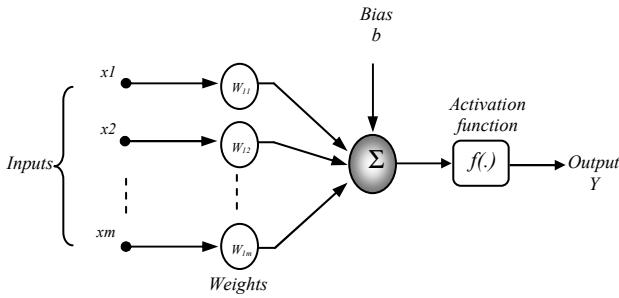 Bias
b
x1
W11
Activation
function
x2
W12
Inputs
Σ
f(.)
Output
Y
xm
W1m
Weights